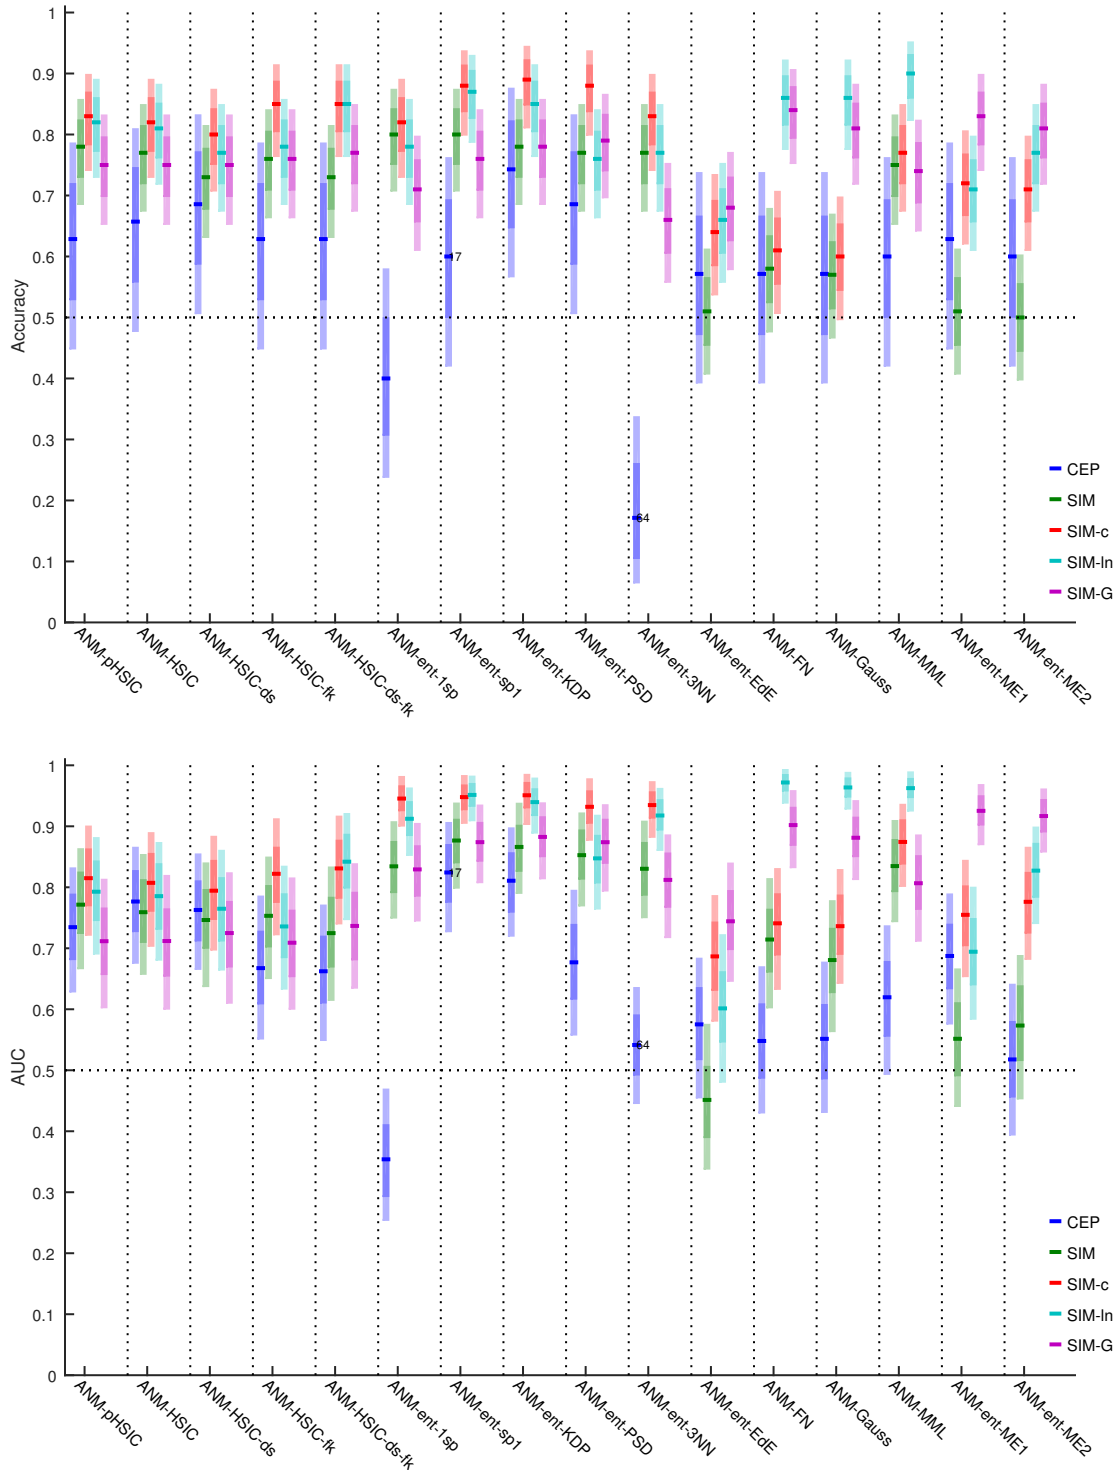 1
0.9
0.8
0.7
0.6
0.5
0.4
0.3
0.2
0.1
0
Accuracy
17
64
CEP
SIM
SIM-c
SIM-ln
SIM-G
ANM-pHSIC
ANM-HSIC
ANM-HSIC-ds
ANM-HSIC-fk
ANM-HSIC-ds-fk
ANM-ent-1sp
ANM-ent-sp1
ANM-ent-KDP
ANM-ent-PSD
ANM-ent-3NN
ANM-ent-EdE
ANM-FN
ANM-Gauss
ANM-MML
ANM-ent-ME1
ANM-ent-ME2
1
0.9
0.8
0.7
0.6
0.5
0.4
0.3
0.2
0.1
0
AUC
17
64
CEP
SIM
SIM-c
SIM-ln
SIM-G
ANM-pHSIC
ANM-HSIC
ANM-HSIC-ds
ANM-HSIC-fk
ANM-HSIC-ds-fk
ANM-ent-1sp
ANM-ent-sp1
ANM-ent-KDP
ANM-ent-PSD
ANM-ent-3NN
ANM-ent-EdE
ANM-FN
ANM-Gauss
ANM-MML
ANM-ent-ME1
ANM-ent-ME2